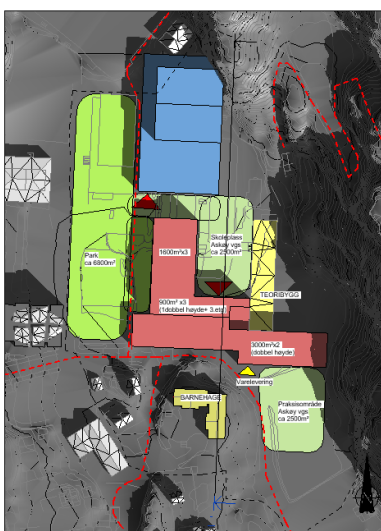 Skoleplass
Askøy vgs
ca 2500m²
1600m²x3
Park
ca 6800m²
TEORIBYGG
900m² x3
(1dobbel høyde+ 3.etg)
3000m²x2
(dobbel høyde)
Varelevering
BARNEHAGE
Praksisområde
Askøy vgs
ca 2500m²